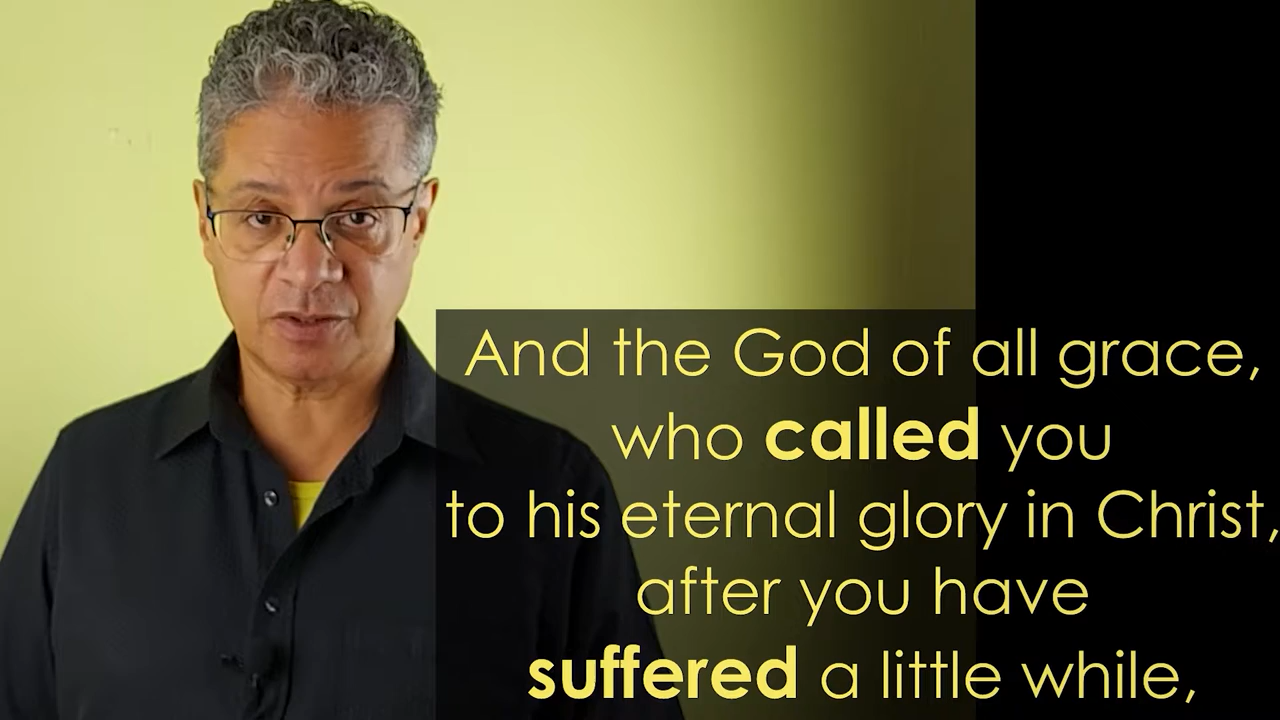 And the God of all grace,
who called you
to his eternal glory in Christ,
after you have
suffered a little while,